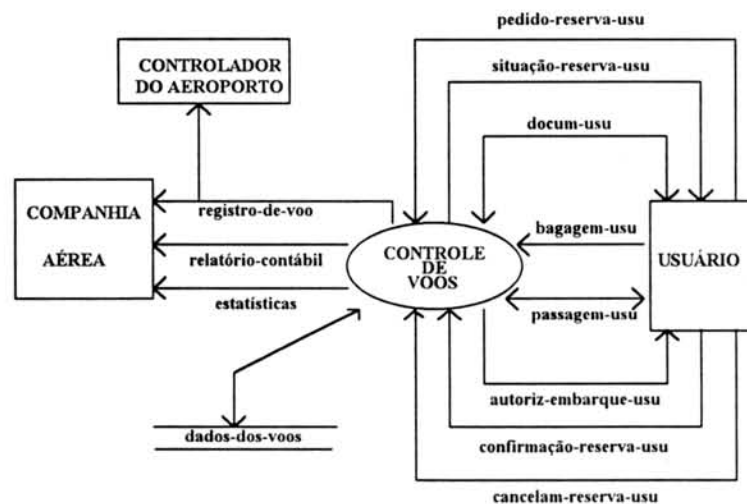 pedido-reserva-usu
CONTROLADOR
DO AEROPORTO
situação-reserva-usu
docum-usu
COMPANHIA
AÉREA
registro-de-voo
relatório-contábil
estatísticas
CONTROLE
DE
VOOS
bagagem-usu
USUÁRIO
passagem-usu
autoriz-embarque-usu
dados-dos-voos
confirmação-reserva-usu
cancelam-reserva-usu